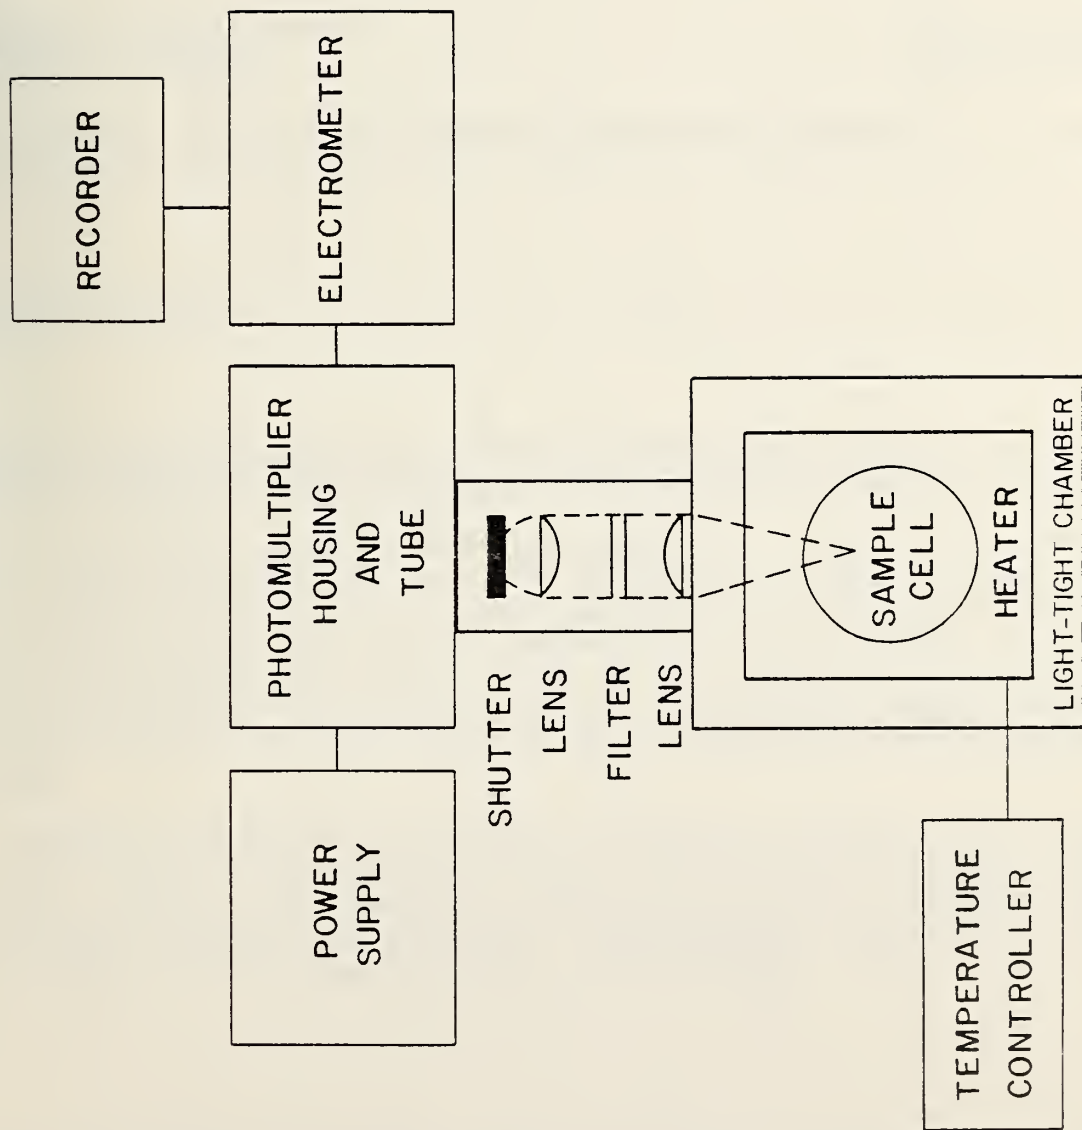 RECORDER
ELECTROMETER
PHOTOMULTIPLIER
HOUSING
AND
TUBE
POWER
SUPPLY
SHUTTER
LENS
FILTER
LENS
SAMPLE
CELL
HEATER
LIGHT-TIGHT CHAMBER
TEMPERATURE
CONTROLLER